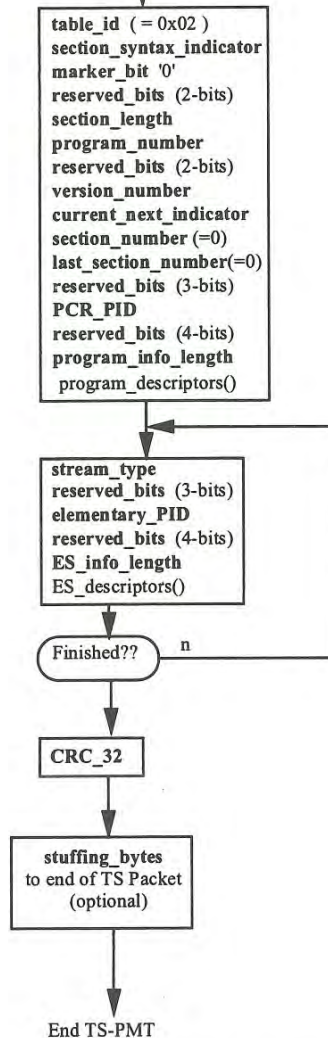 table_id ( = 0x02 )
section_syntax_indicator
marker_bit '0'
reserved_bits (2-bits)
section_length
program_number
reserved_bits (2-bits)
version_number
current_next_indicator
section_number (=0)
last_section_number(=0)
reserved_bits (3-bits)
PCR_PID
reserved_bits (4-bits)
program_info_length
program_descriptors()
stream_type
reserved_bits (3-bits)
elementary_PID
reserved_bits (4-bits)
ES_info_length
ES_descriptors()
Finished??
n
CRC_32
stuffing_bytes
to end of TS Packet
(optional)
End TS-PMT